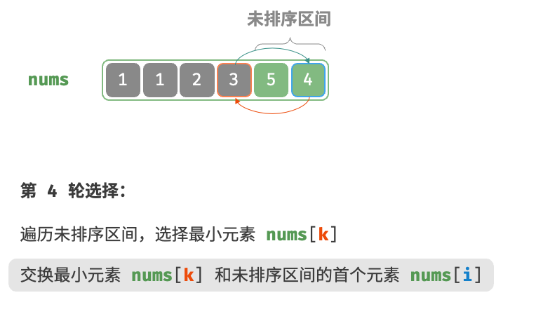 未排序区间
nums 1 1 2 3 5 4
第 4 轮选择：
遍历未排序区间，选择最小元素 nums[k]
交换最小元素 nums[k] 和未排序区间的首个元素 nums[i]